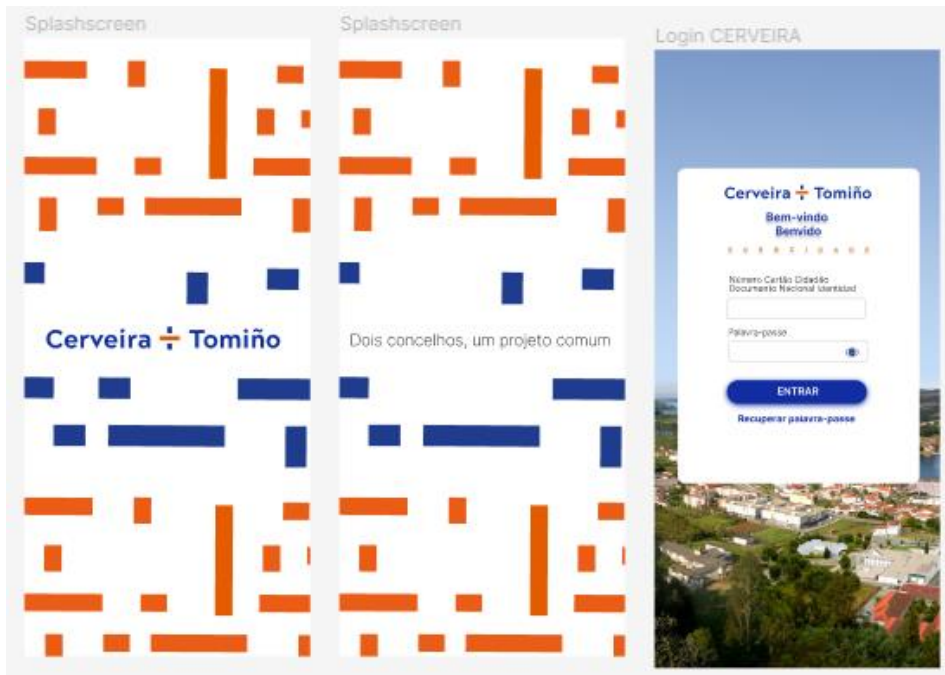 Splashscreen
Splashscreen
Login CERVEIRA
Cerveira ÷ Tomiño
Dois concelhos, um projeto comum
Cerveira ÷ Tomiño
Bem-vindo
Benvido
E U R O C I D A D E
Número Cartão Cidadão
Documento Nacional Identidad
Palavra-passe
ENTRAR
Recuperar palavra-passe